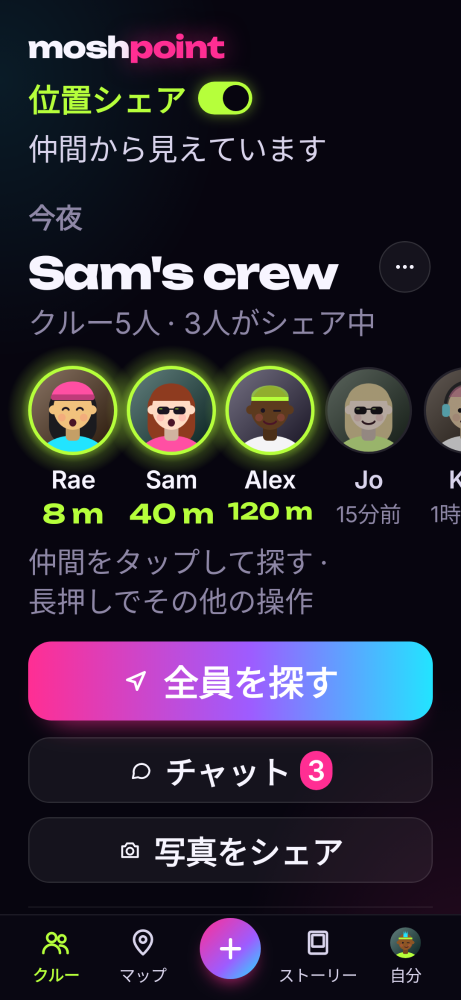 moshpoint
位置シェア
仲間から見えています
今夜
Sam's crew
クルー5人 · 3人がシェア中
Rae
Sam
Alex
Jo
K
8 m
40 m
120 m
15分前
1時
仲間をタップして探す ·
長押しでその他の操作
全員を探す
チャット 3
写真をシェア
クルー
マップ
ストーリー
自分